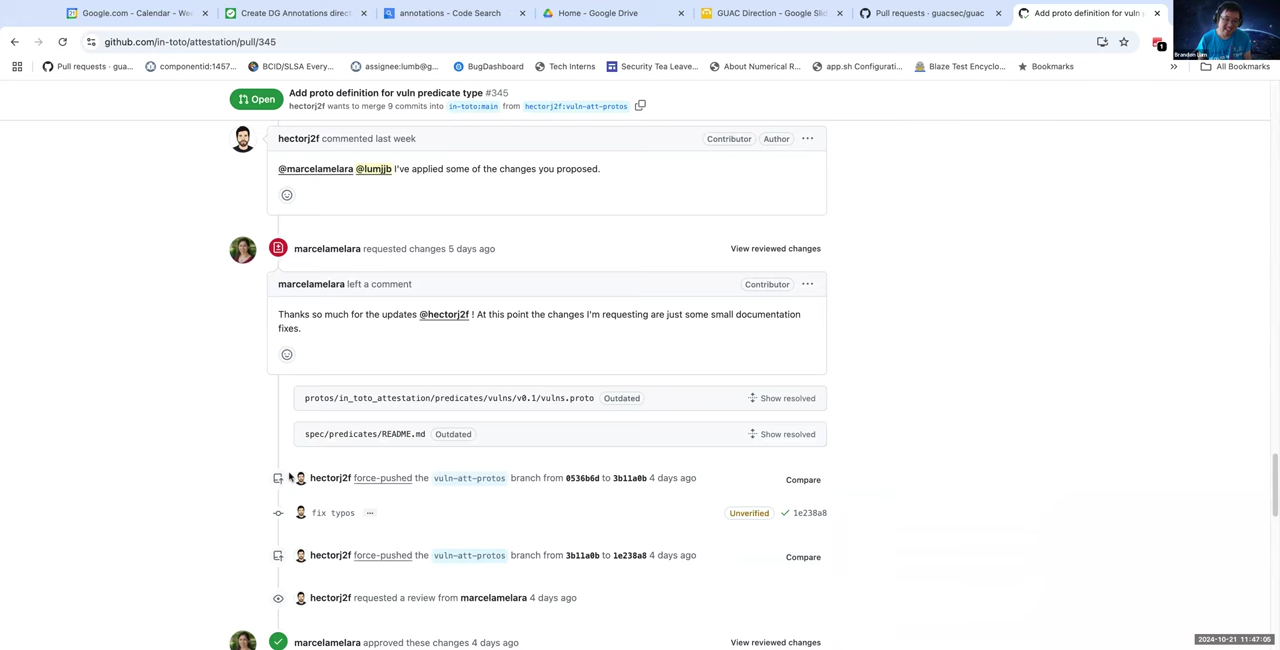 Google.com - Calendar - We
Create DG Annotations direct
annotations - Code Search
Home - Google Drive
GUAC Direction - Google Slid
Pull requests · guacsec/guac
Add proto definition for vuln
github.com/in-toto/attestation/pull/345
1
Brandon Lum
Pull requests · gua...
componentid:1457...
BCID/SLSA Every...
assignee:lumb@g...
Tech Interns
Security Tea Leave...
About Numerical R...
app.sh Configurati...
Blaze Test Encyclo...
Bookmarks
»
All Bookmarks
Open
Add proto definition for vuln predicate type #345
hectorj2f wants to merge 9 commits into in-toto:main from hectorj2f:vuln-att-protos
hectorj2f commented last week
Contributor
Author
...
@marcelamelara @lumjjb I've applied some of the changes you proposed.
marcelamelara requested changes 5 days ago
View reviewed changes
marcelamelara left a comment
Contributor
...
Thanks so much for the updates @hectorj2f ! At this point the changes I'm requesting are just some small documentation
fixes.
protos/in_toto_attestation/predicates/vulns/v0.1/vulns.proto Outdated
Show resolved
spec/predicates/README.md Outdated
Show resolved
hectorj2f force-pushed the vuln-att-protos branch from 0536b6d to 3b11a0b 4 days ago
Compare
fix typos ...
Unverified
1e238a8
hectorj2f force-pushed the vuln-att-protos branch from 3b11a0b to 1e238a8 4 days ago
Compare
hectorj2f requested a review from marcelamelara 4 days ago
marcelamelara approved these changes 4 days ago
View reviewed changes
2024-10-21 11:47:05